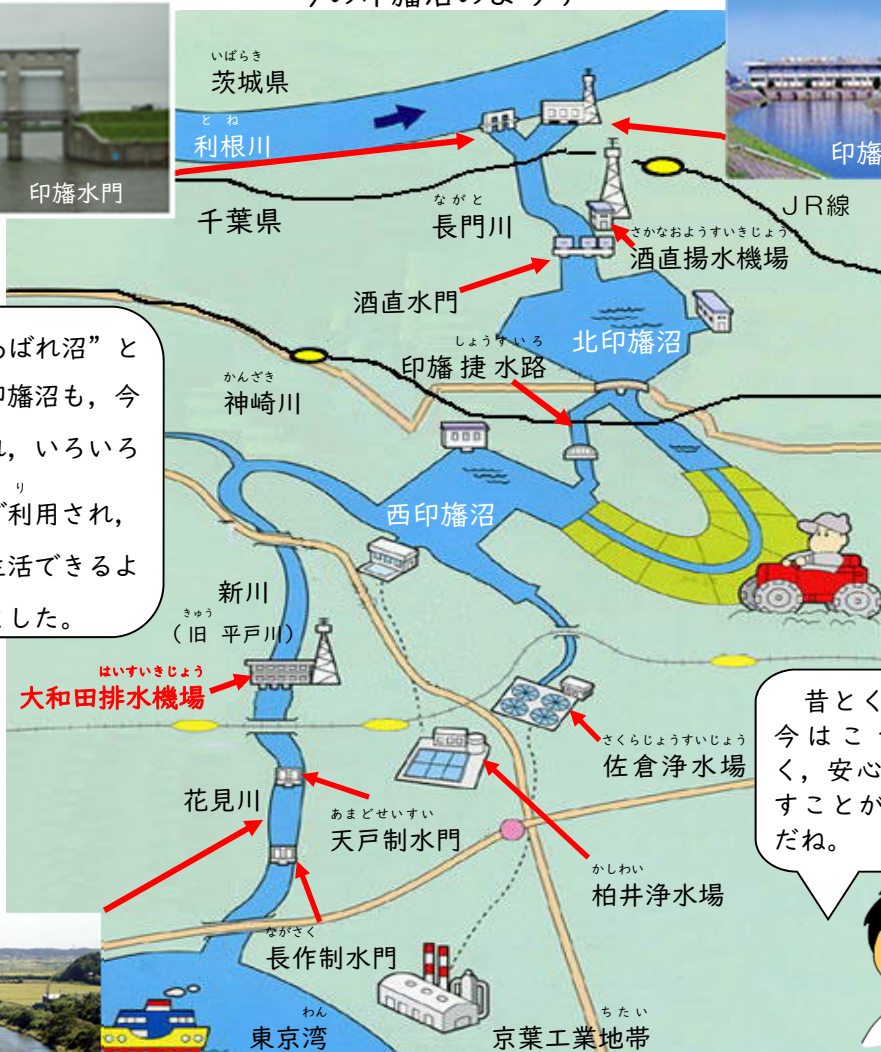 いばらき
茨城県
とね
利根川
印旛水門
印旛
千葉県
ながと
長門川
JR線
さかなおようすいきじょう
酒直揚水機場
酒直水門
北印旛沼
しょうすいろ
印旛捷水路
ばれ沼”と
印旛沼も，今
，いろいろ
り
利用され，
生活できるよ
した。
かんざき
神崎川
西印旛沼
新川
きゅう
（旧 平戸川）
はいすいきじょう
大和田排水機場
さくらじょうすいじょう
佐倉浄水場
昔とく
今はこ
く，安心
すことが
だね。
花見川
あまどせいすい
天戸制水門
かしわい
柏井浄水場
ながさく
長作制水門
わん
東京湾
ちたい
京葉工業地帯